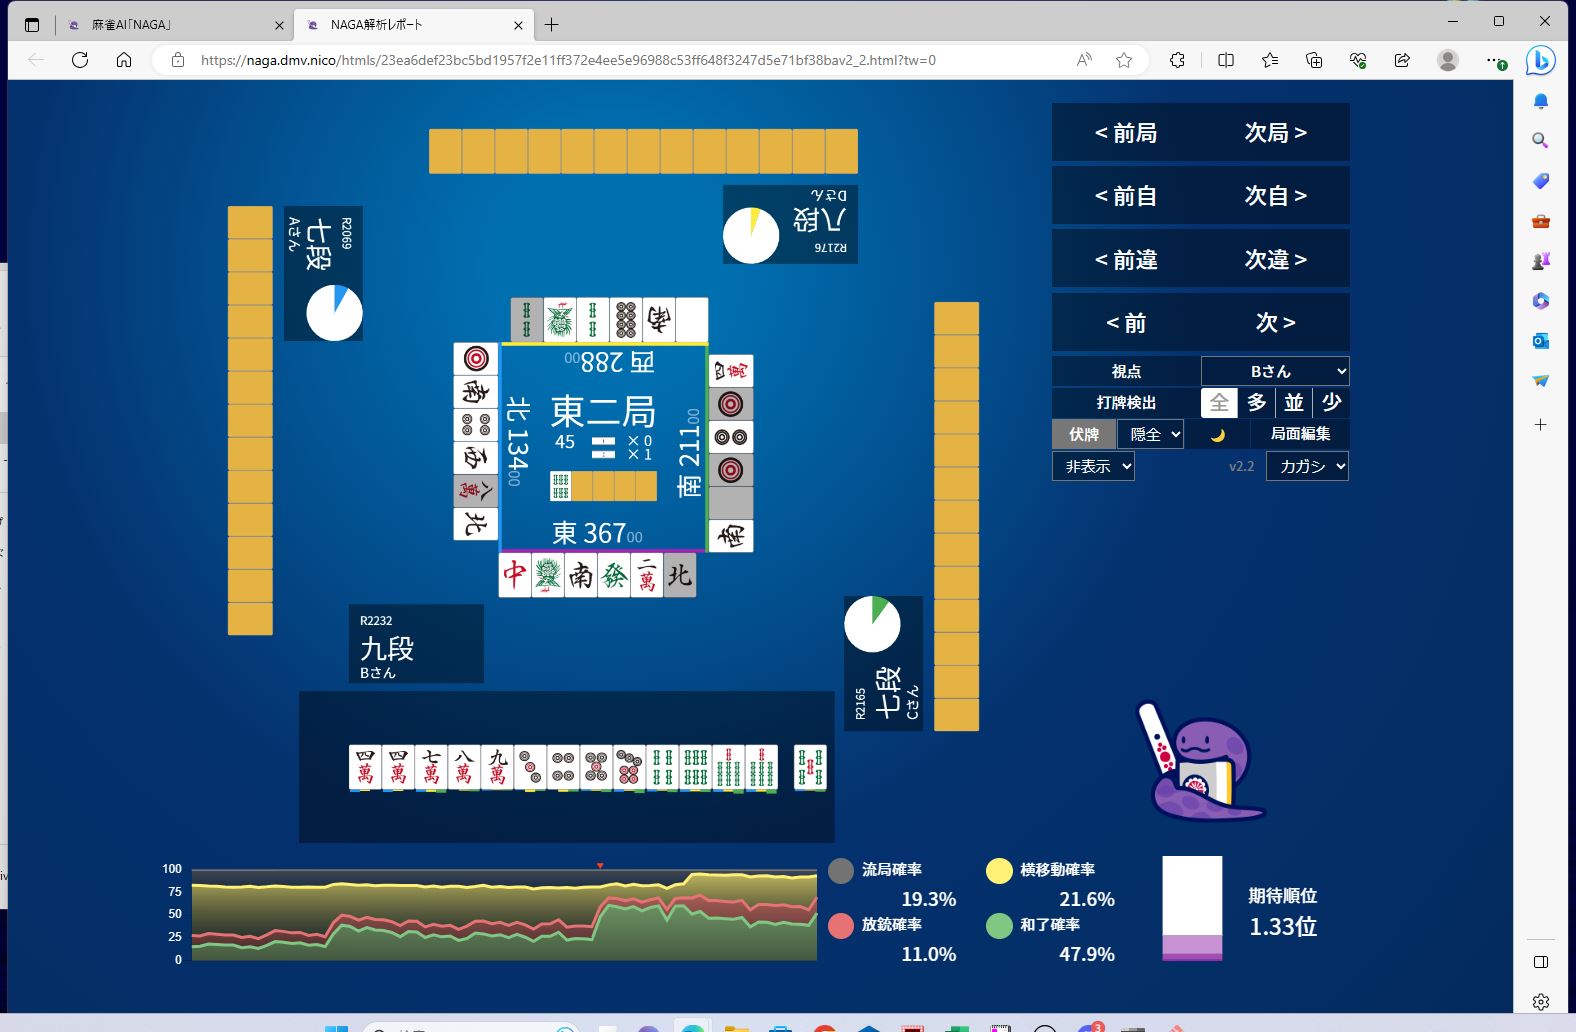 麻雀AI「NAGA」
NAGA解析レポート
https://naga.dmv.nico/htmls/23ea6def23bc5bd1957f2e11ff372e4ee5e96988c53ff648f3247d5e71bf38bav2_2.html?tw=0
< 前局 次局 >
< 前自 次自 >
< 前違 次違 >
< 前 次 >
視点 Bさん
打牌検出 全 多 並 少
伏牌 隠全 局面編集
非表示 v2.2 カガシ
R2069
七段
Aさん
R2176
八段
Dさん
西 28800
北 13400
東二局
45 ×0
×1
南 21100
東 36700
中 南 發 二萬 北
R2232
九段
Bさん
R2165
七段
Cさん
四萬 四萬 七萬 八萬 九萬
100
75
50
25
0
流局確率
19.3%
横移動確率
21.6%
放銃確率
11.0%
和了確率
47.9%
期待順位
1.33位